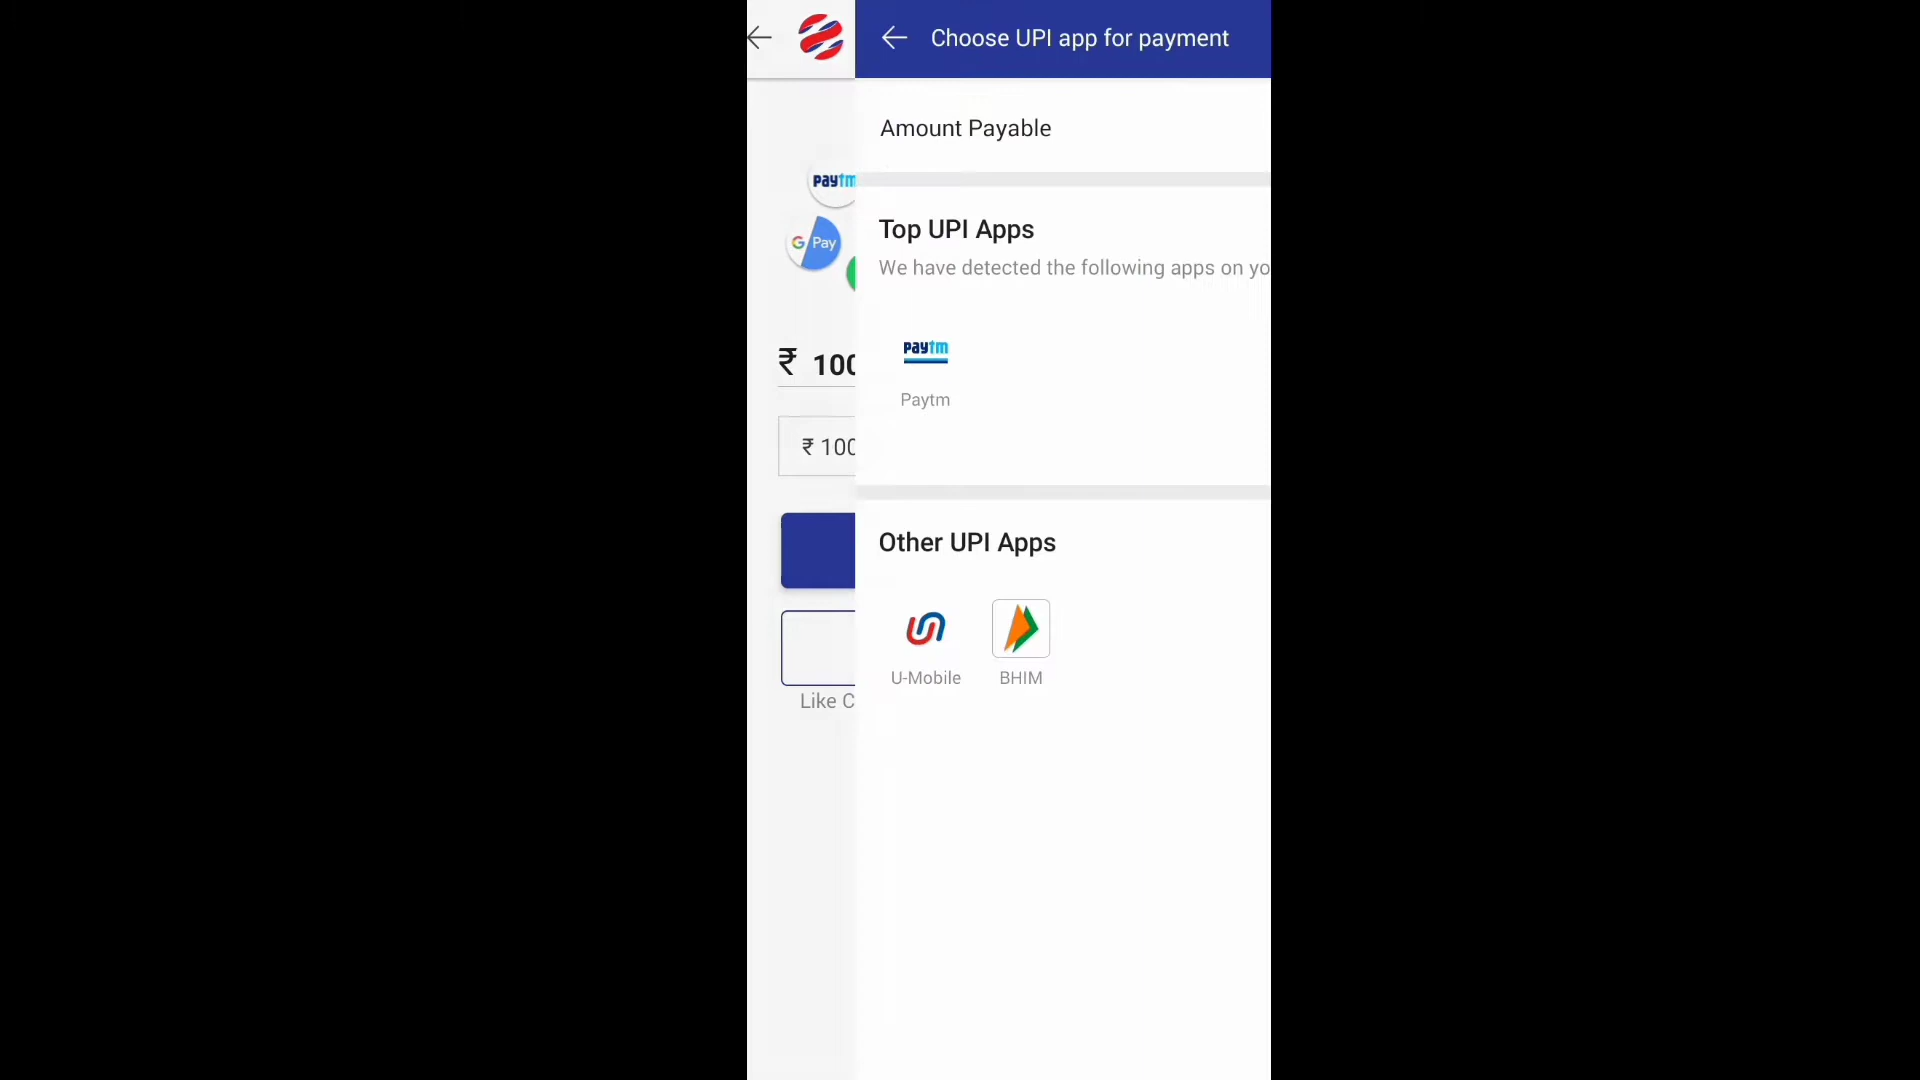 Choose UPI app for payment
Amount Payable
paytm
G Pay
Top UPI Apps
We have detected the following apps on yo
paytm
Paytm
₹ 100
₹ 100
Other UPI Apps
U-Mobile
BHIM
Like C